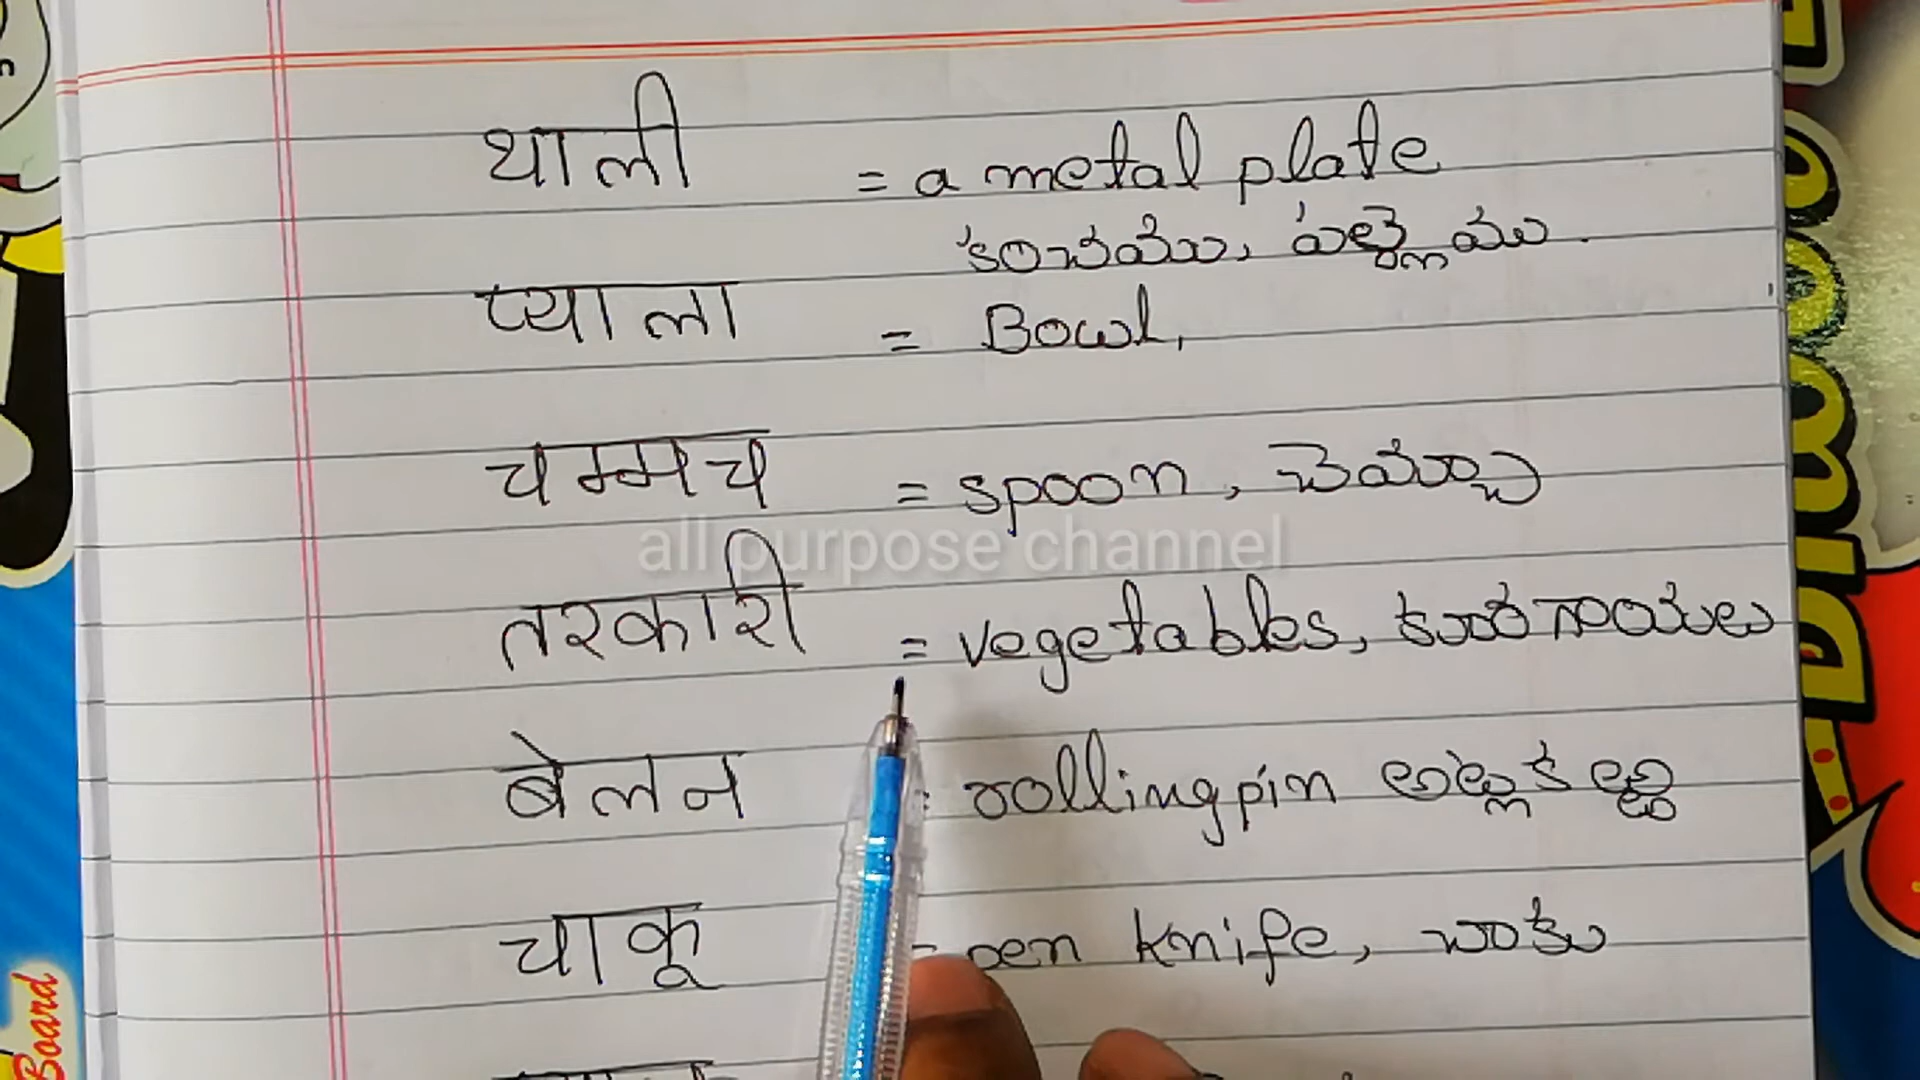 थाली = a metal plate
కంచము, పళ్ళెము.
प्याला = Bowl,
चम्मच = spoon, చెమ్చా
all purpose channel
तरकारी = vegetables, కూరగాయలు
बेलन = rolling pin అప్పడాల కర్ర
चाकू = pen knife, చాకు
Board